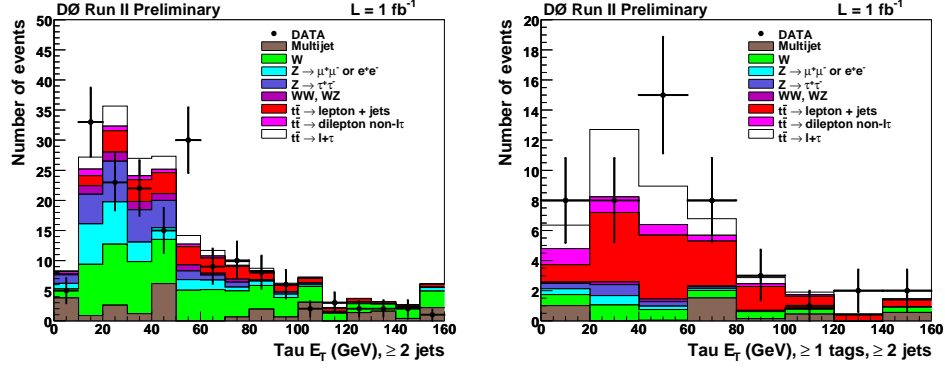 DØ Run II Preliminary L = 1 fb⁻¹
Number of events
50
45
40
35
30
25
20
15
10
5
0
DATA
Multijet
W
Z → μ⁺μ⁻ or e⁺e⁻
Z → τ⁺τ⁻
WW, WZ
tt̄ → lepton + jets
tt̄ → dilepton non-lτ
tt̄ → l+τ
0 20 40 60 80 100 120 140 160
Tau E_T (GeV), ≥ 2 jets
DØ Run II Preliminary L = 1 fb⁻¹
Number of events
20
18
16
14
12
10
8
6
4
2
0
DATA
Multijet
W
Z → μ⁺μ⁻ or e⁺e⁻
Z → τ⁺τ⁻
WW, WZ
tt̄ → lepton + jets
tt̄ → dilepton non-lτ
tt̄ → l+τ
0 20 40 60 80 100 120 140 160
Tau E_T (GeV), ≥ 1 tags, ≥ 2 jets